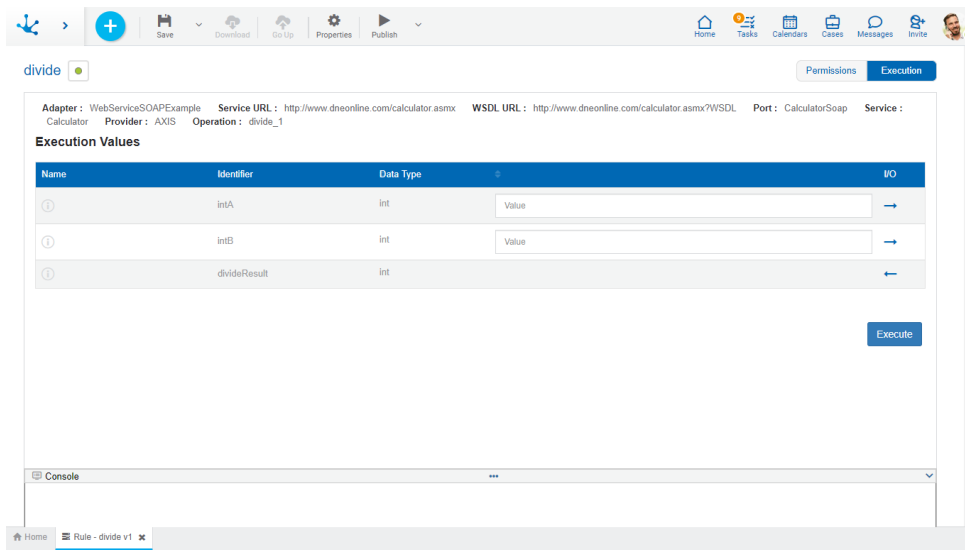 Save
Download
Go Up
Properties
Publish
Home
9
Tasks
Calendars
Cases
Messages
Invite
divide
Permissions
Execution
Adapter : WebServiceSOAPExample Service URL : http://www.dneonline.com/calculator.asmx WSDL URL : http://www.dneonline.com/calculator.asmx?WSDL Port : CalculatorSoap Service :
Calculator Provider : AXIS Operation : divide_1
Execution Values
Name Identifier Data Type I/O
intA int Value
intB int Value
divideResult int
Execute
Console
Home Rule - divide v1